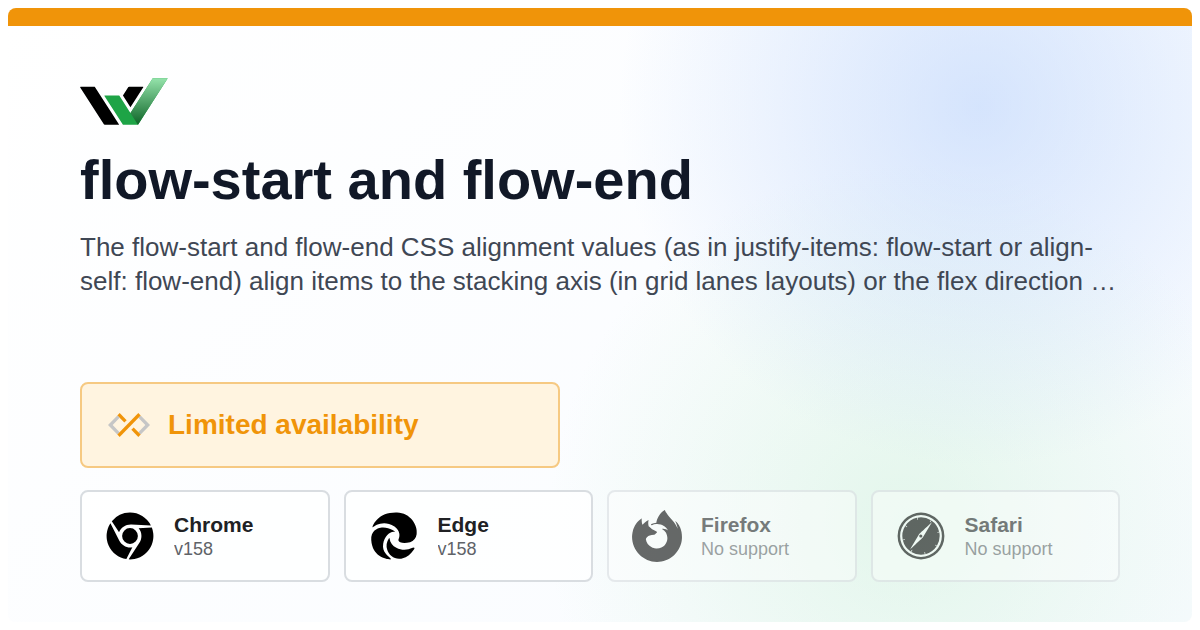 flow-start and flow-end
The flow-start and flow-end CSS alignment values (as in justify-items: flow-start or align-
self: flow-end) align items to the stacking axis (in grid lanes layouts) or the flex direction …
Limited availability
Chrome
v158
Edge
v158
Firefox
No support
Safari
No support